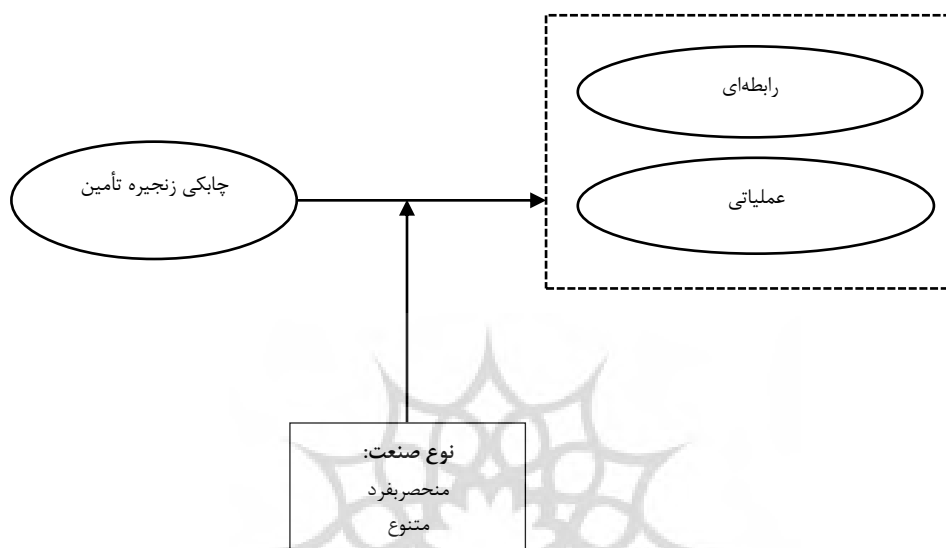 رابطه‌ای
عملیاتی
چابکی زنجیره تأمین
نوع صنعت:
منحصربفرد
متنوع